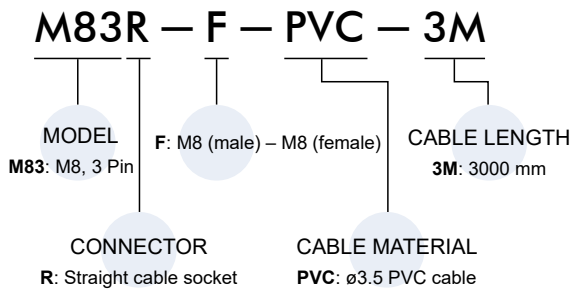 M83R — F — PVC — 3M
MODEL
M83: M8, 3 Pin
F: M8 (male) – M8 (female)
CABLE LENGTH
3M: 3000 mm
CONNECTOR
R: Straight cable socket
CABLE MATERIAL
PVC: ø3.5 PVC cable